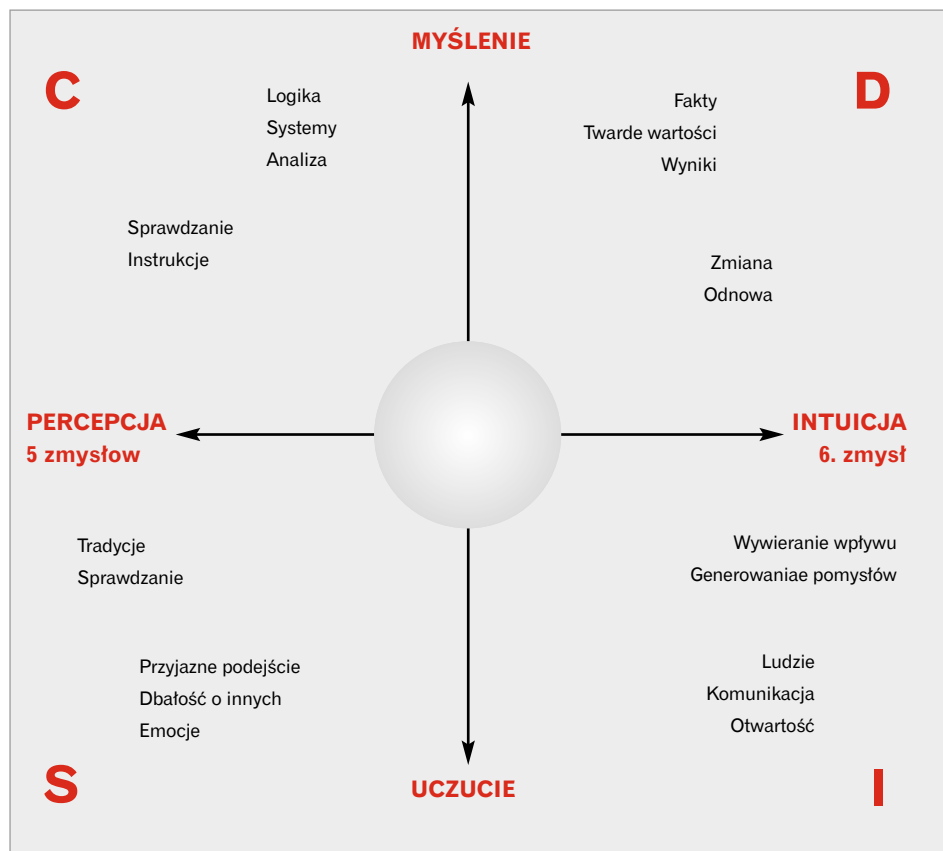 MYŚLENIE
C
Logika
Systemy
Analiza
Sprawdzanie
Instrukcje
D
Fakty
Twarde wartości
Wyniki
Zmiana
Odnowa
PERCEPCJA
5 zmysłow
INTUICJA
6. zmysł
Tradycje
Sprawdzanie
Przyjazne podejście
Dbałość o innych
Emocje
S
Wywieranie wpływu
Generowaniae pomysłów
Ludzie
Komunikacja
Otwartość
I
UCZUCIE